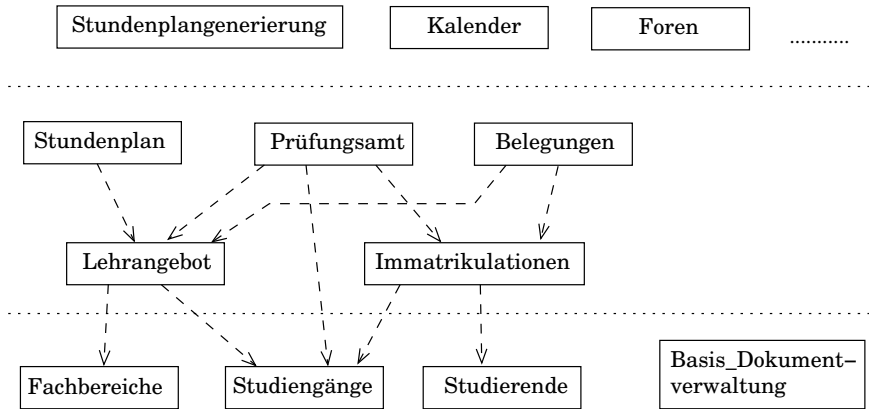 Stundenplangenerierung
Kalender
Foren
...........
Stundenplan
Prüfungsamt
Belegungen
Lehrangebot
Immatrikulationen
Fachbereiche
Studiengänge
Studierende
Basis_Dokument–
verwaltung